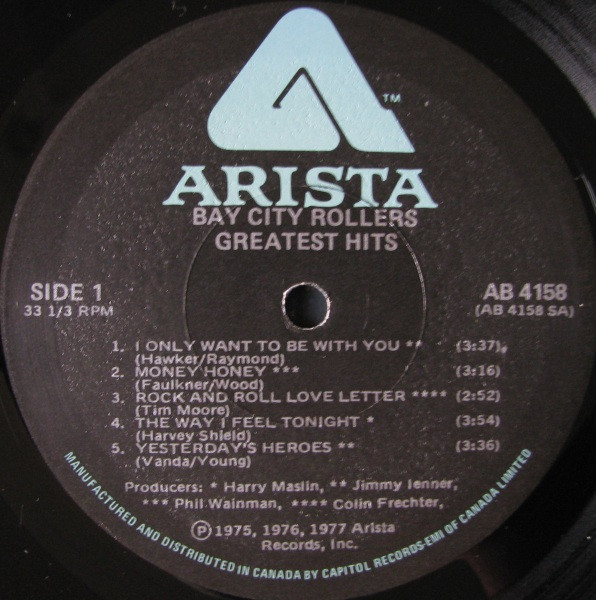 ™
ARISTA
BAY CITY ROLLERS
GREATEST HITS
SIDE 1
33 1/3 RPM
AB 4158
(AB 4158 SA)
1. I ONLY WANT TO BE WITH YOU ** (3:37)
(Hawker/Raymond)
2. MONEY HONEY *** (3:16)
(Faulkner/Wood)
3. ROCK AND ROLL LOVE LETTER **** (2:52)
(Tim Moore)
4. THE WAY I FEEL TONIGHT * (3:54)
(Harvey Shield)
5. YESTERDAY'S HEROES ** (3:36)
(Vanda/Young)
Producers: * Harry Maslin, ** Jimmy Ienner,
*** Phil Wainman, **** Colin Frechter,
℗ 1975, 1976, 1977 Arista
Records, Inc.
MANUFACTURED AND DISTRIBUTED IN CANADA BY CAPITOL RECORDS-EMI OF CANADA LIMITED